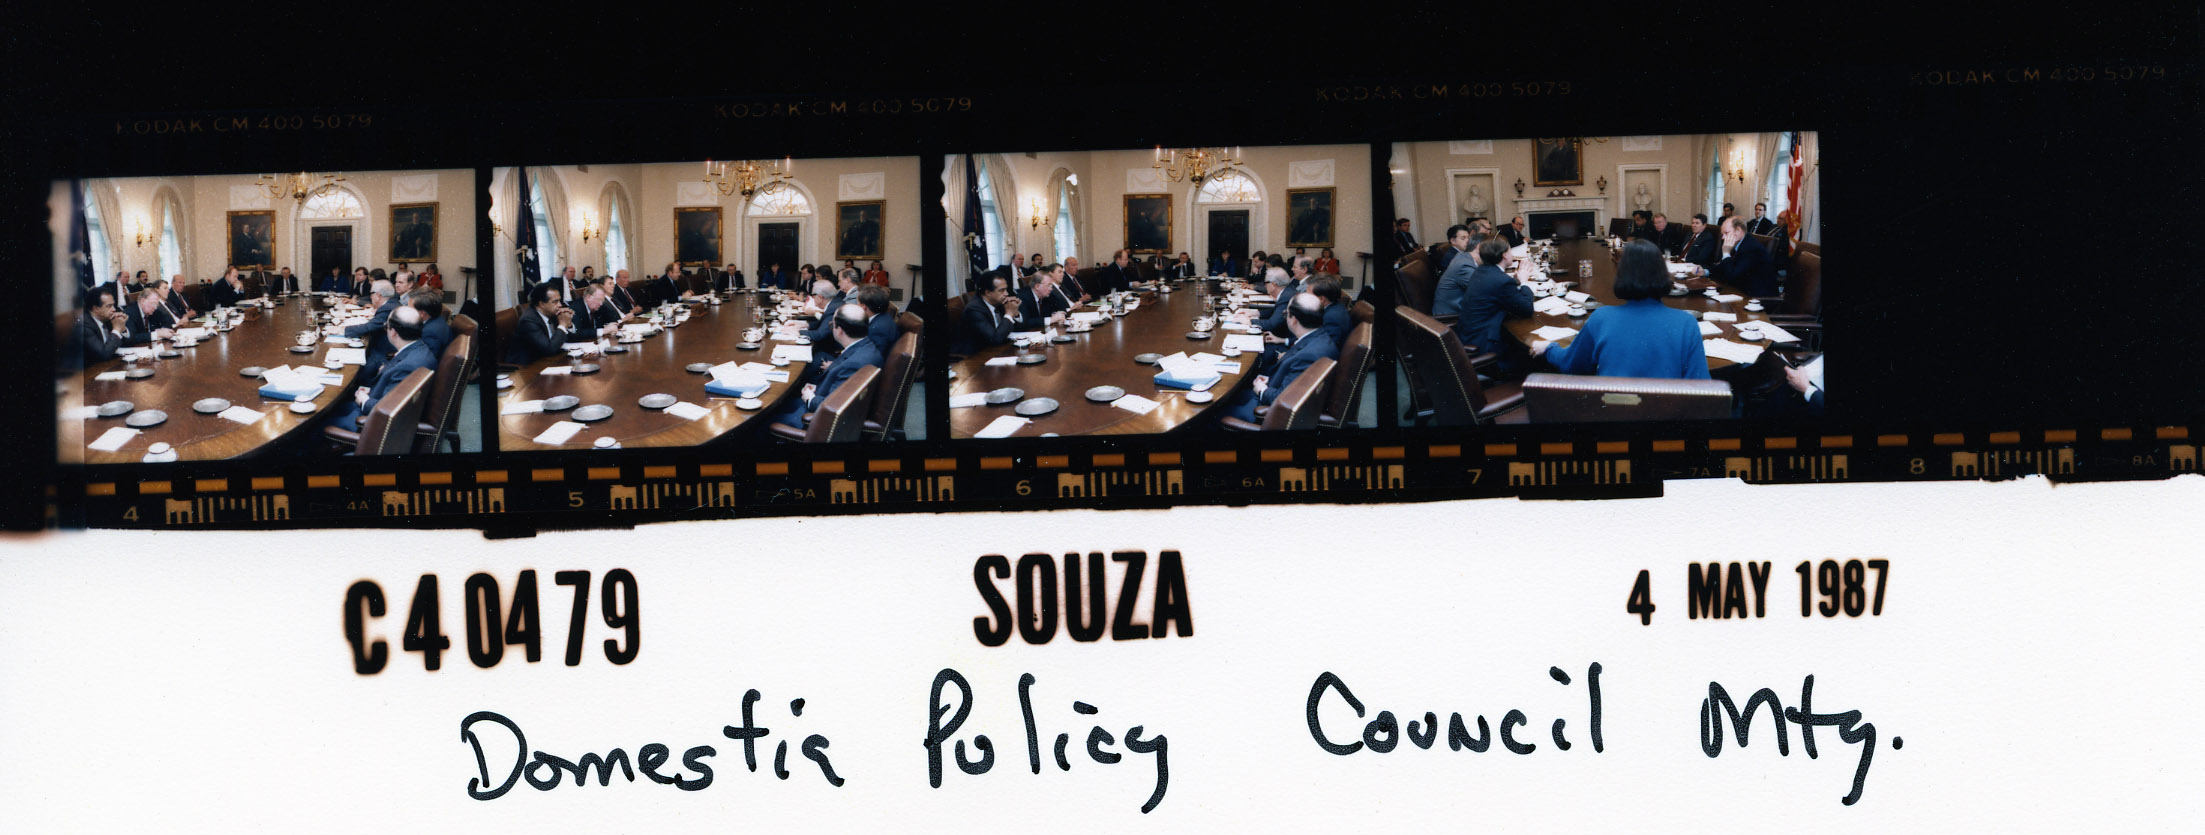 KODAK CM 400 5079 KODAK CM 400 5079 KODAK CM 400 5079 KODAK CM 400 5079
4 4A 5 5A 6 6A 7 7A 8 8A
C40479 SOUZA 4 MAY 1987
Domestic Policy Council Mtg.